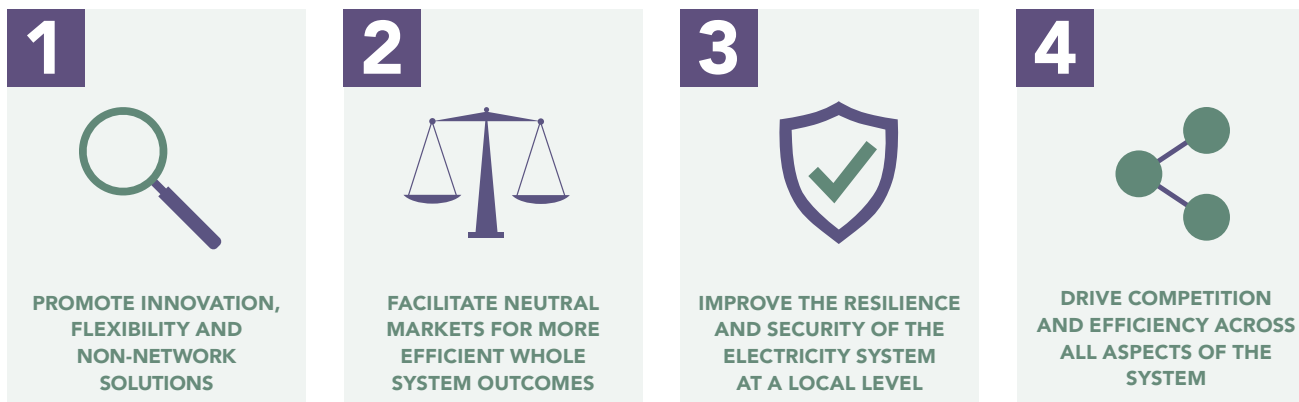 1
PROMOTE INNOVATION,
FLEXIBILITY AND
NON-NETWORK
SOLUTIONS
2
FACILITATE NEUTRAL
MARKETS FOR MORE
EFFICIENT WHOLE
SYSTEM OUTCOMES
3
IMPROVE THE RESILIENCE
AND SECURITY OF THE
ELECTRICITY SYSTEM
AT A LOCAL LEVEL
4
DRIVE COMPETITION
AND EFFICIENCY ACROSS
ALL ASPECTS OF THE
SYSTEM